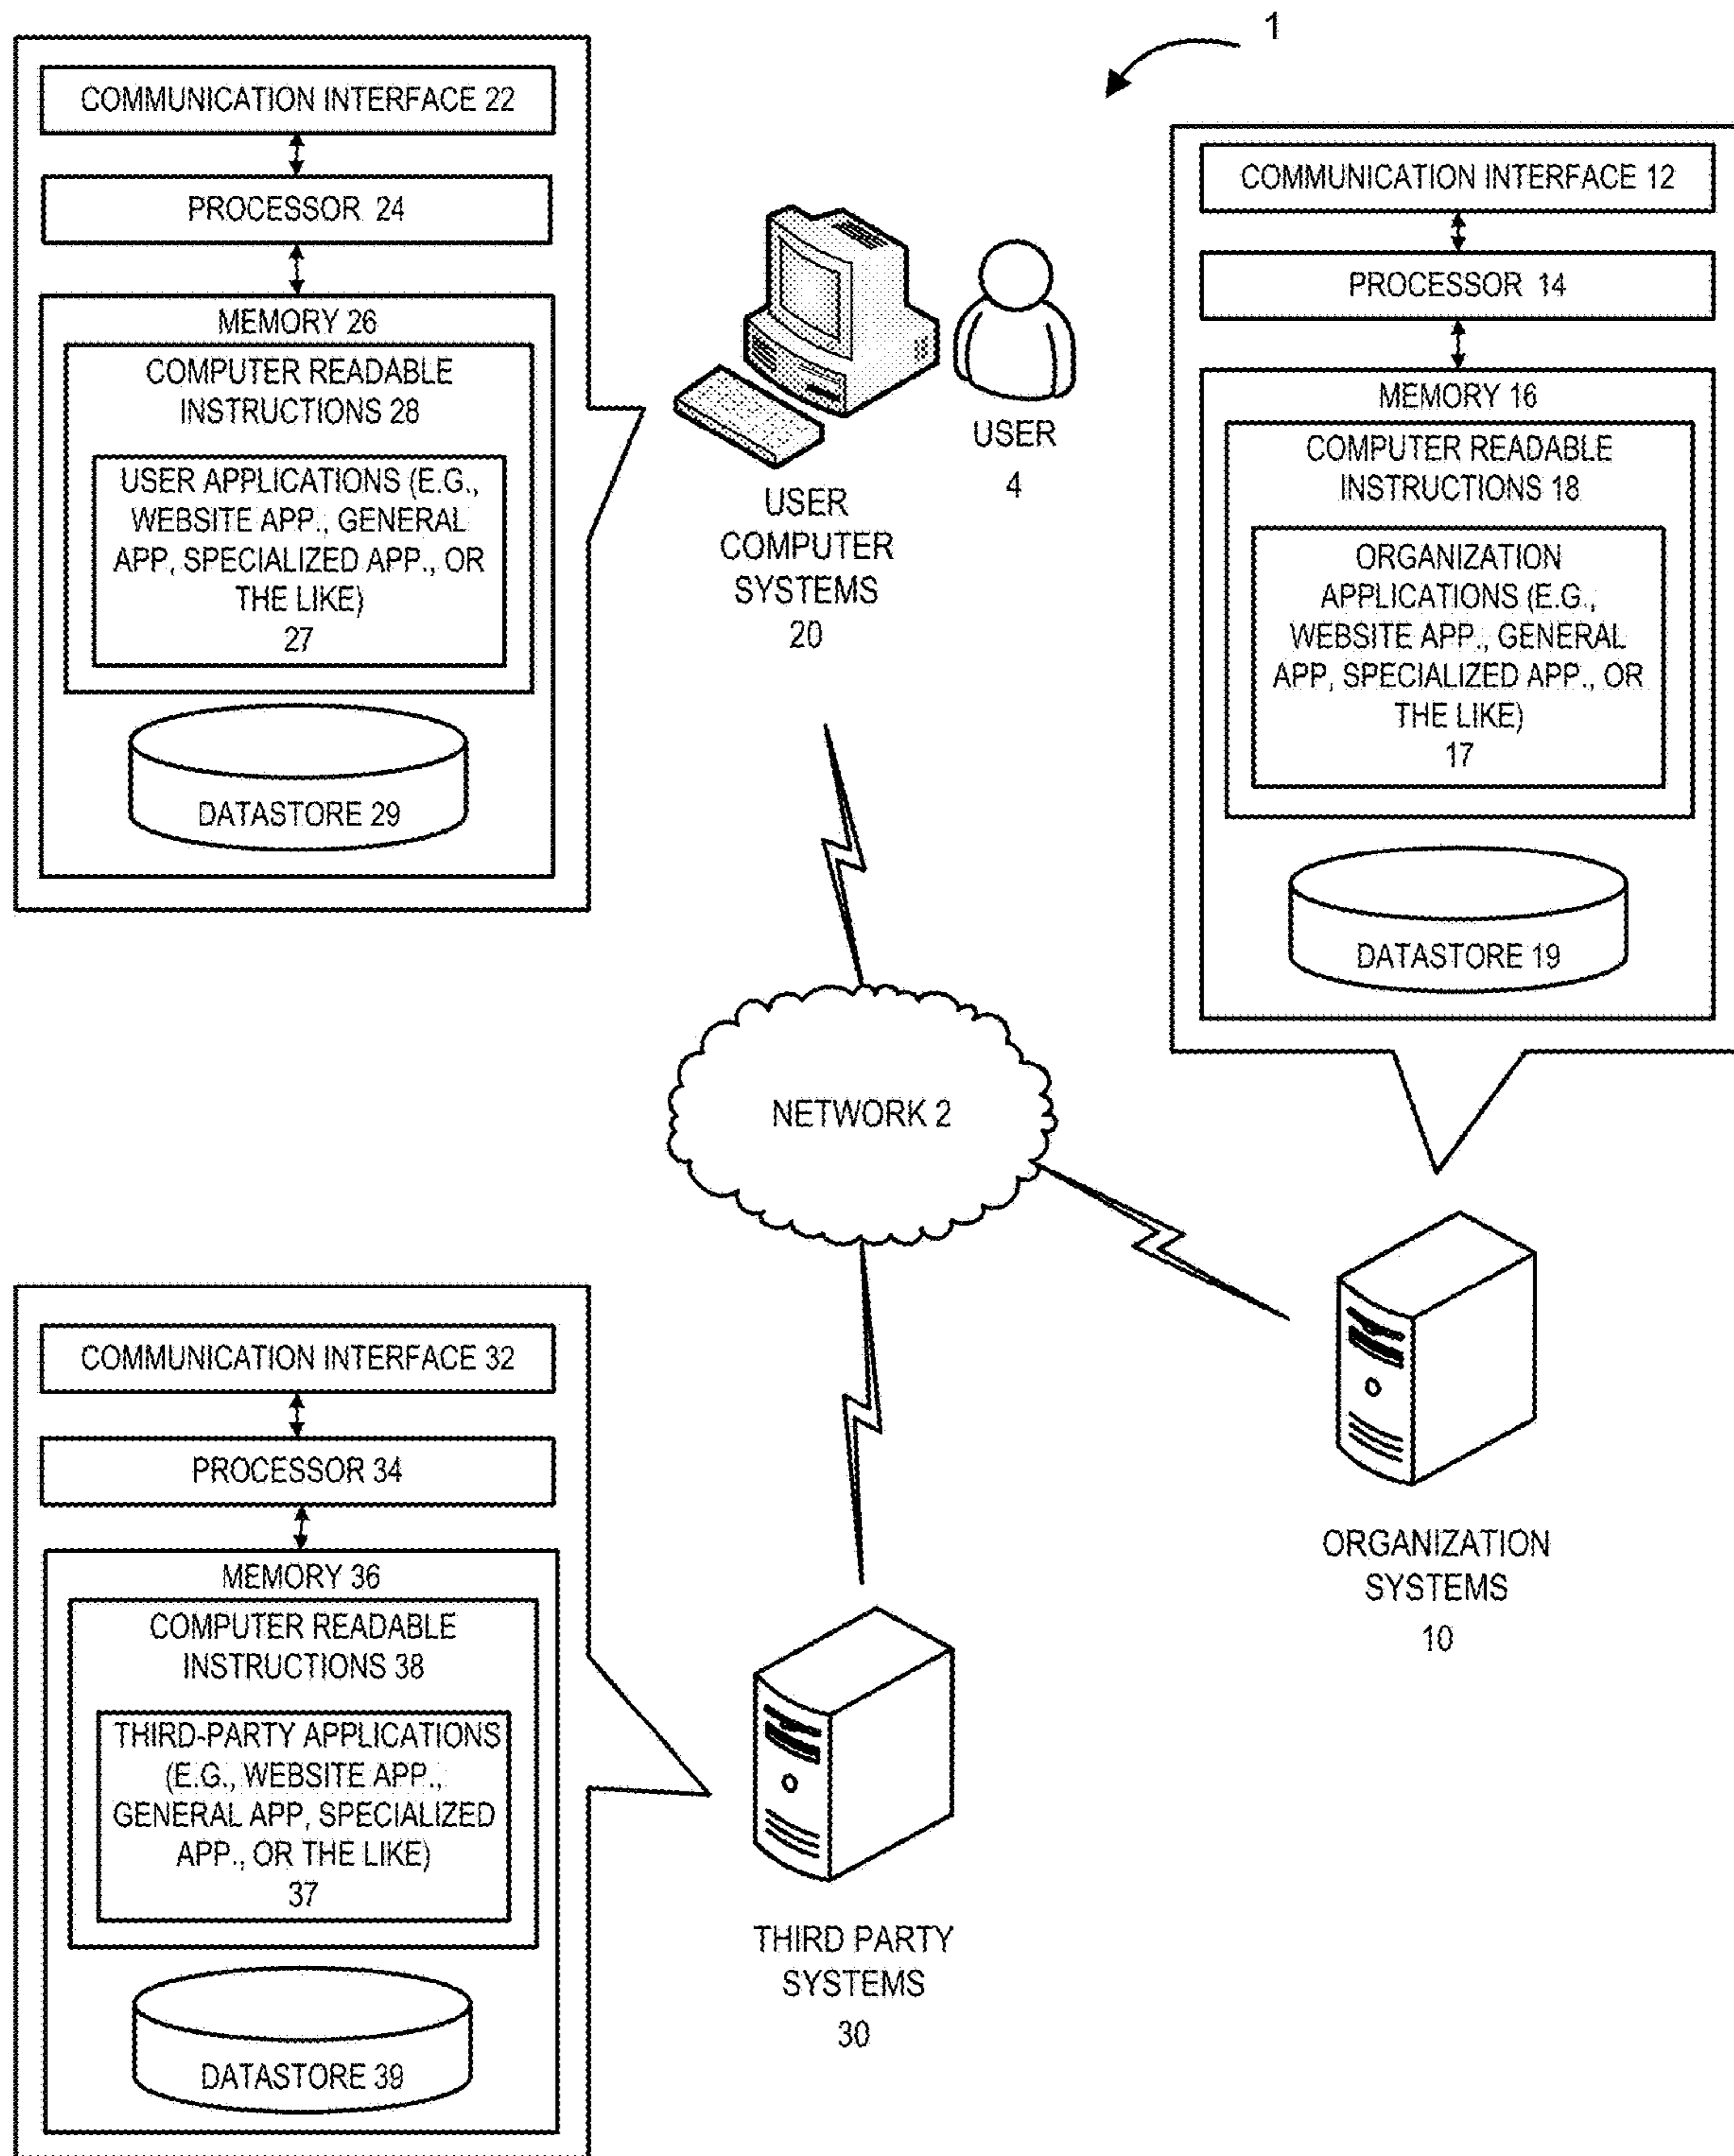 1
COMMUNICATION INTERFACE 22
PROCESSOR 24
MEMORY 26
COMPUTER READABLE
INSTRUCTIONS 28
USER APPLICATIONS (E.G.,
WEBSITE APP., GENERAL
APP, SPECIALIZED APP., OR
THE LIKE)
27
DATASTORE 29
USER
COMPUTER
SYSTEMS
20
USER
4
COMMUNICATION INTERFACE 12
PROCESSOR 14
MEMORY 16
COMPUTER READABLE
INSTRUCTIONS 18
ORGANIZATION
APPLICATIONS (E.G.,
WEBSITE APP., GENERAL
APP, SPECIALIZED APP., OR
THE LIKE)
17
DATASTORE 19
NETWORK 2
ORGANIZATION
SYSTEMS
10
COMMUNICATION INTERFACE 32
PROCESSOR 34
MEMORY 36
COMPUTER READABLE
INSTRUCTIONS 38
THIRD-PARTY APPLICATIONS
(E.G., WEBSITE APP.,
GENERAL APP, SPECIALIZED
APP., OR THE LIKE)
37
DATASTORE 39
THIRD PARTY
SYSTEMS
30